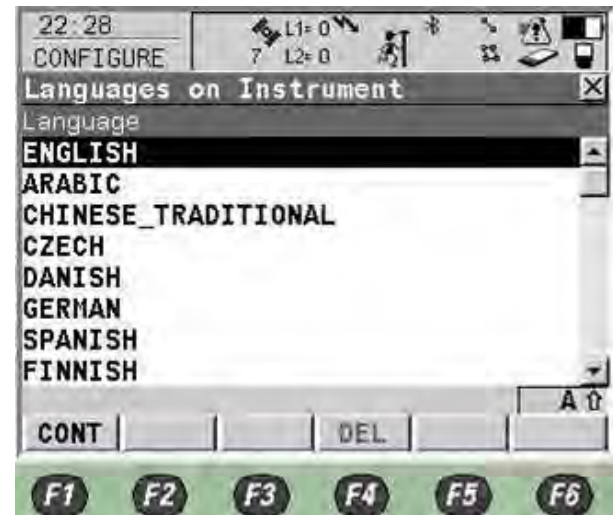 22:28
CONFIGURE
7
L1= 0
L2= 0
Languages on Instrument
Language
ENGLISH
ARABIC
CHINESE_TRADITIONAL
CZECH
DANISH
GERMAN
SPANISH
FINNISH
A
CONT
DEL
F1 F2 F3 F4 F5 F6